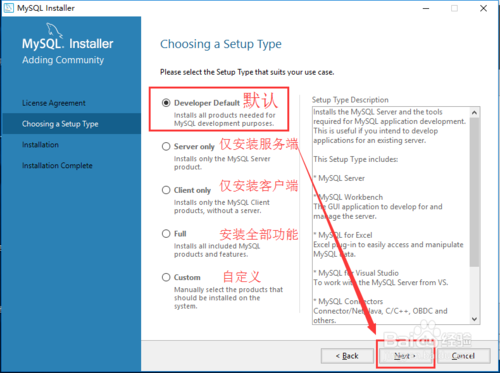 MySQL Installer
MySQL Installer
Adding Community
License Agreement
Choosing a Setup Type
Installation
Installation Complete
Choosing a Setup Type
Please select the Setup Type that suits your use case.
Developer Default 默认
Installs all products needed for
MySQL development purposes.
Server only 仅安装服务端
Installs only the MySQL Server
product.
Client only 仅安装客户端
Installs only the MySQL Client
products, without a server.
Full 安装全部功能
Installs all included MySQL
products and features.
Custom 自定义
Manually select the products that
should be installed on the
system.
Setup Type Description
Installs the MySQL Server and the tools
required for MySQL application development.
This is useful if you intend to develop
applications for an existing server.
This Setup Type includes:
* MySQL Server
* MySQL Workbench
The GUI application to develop for and
manage the server.
* MySQL for Excel
Excel plug-in to easily access and manipulate
MySQL data.
* MySQL for Visual Studio
To work with the MySQL Server from VS.
* MySQL Connectors
Connector/Net, Java, C/C++, OBDC and
others.
< Back
Next >
Cancel
Baidu 经验